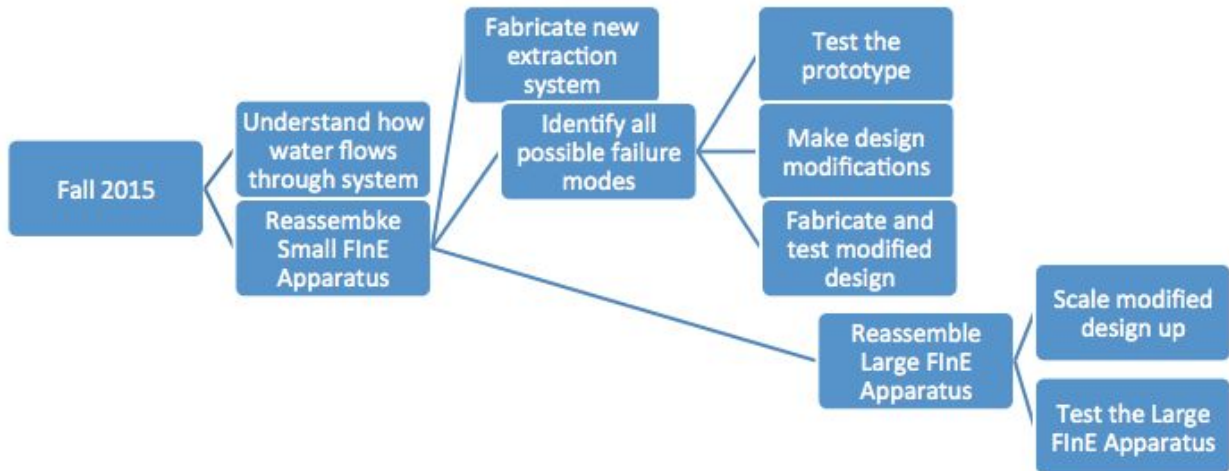 Fall 2015
Understand how
water flows
through system
Reassembke
Small FInE
Apparatus
Fabricate new
extraction
system
Identify all
possible failure
modes
Test the
prototype
Make design
modifications
Fabricate and
test modified
design
Reassemble
Large FInE
Apparatus
Scale modified
design up
Test the Large
FInE Apparatus